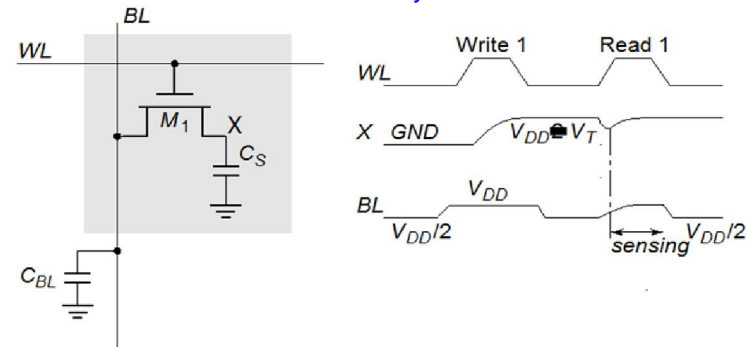 BL
WL
M1
X
CS
CBL
Write 1 Read 1
WL
X GND VDD VT
BL VDD
VDD/2 sensing VDD/2